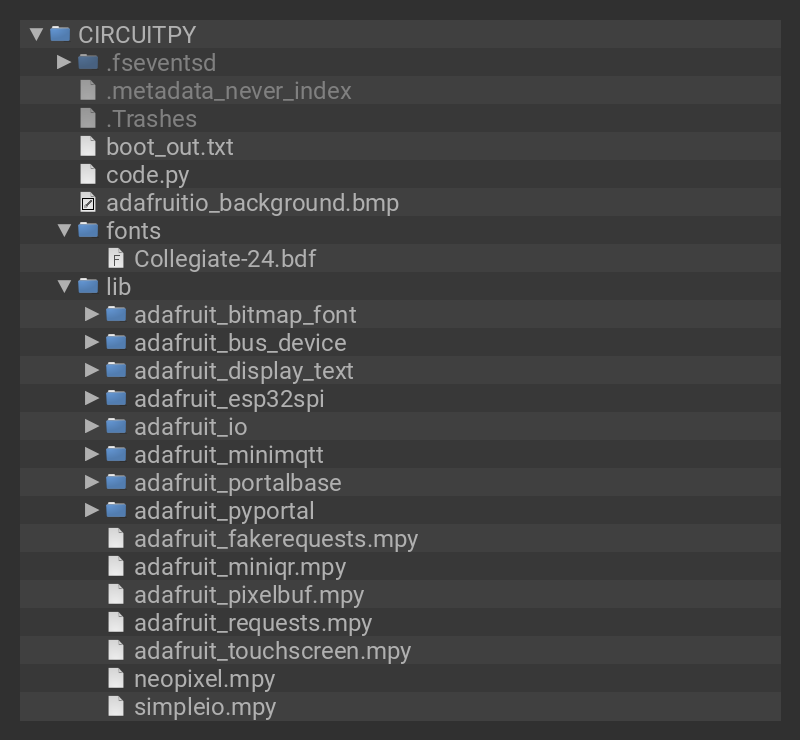 CIRCUITPY
.fseventsd
.metadata_never_index
.Trashes
boot_out.txt
code.py
adafruitio_background.bmp
fonts
Collegiate-24.bdf
lib
adafruit_bitmap_font
adafruit_bus_device
adafruit_display_text
adafruit_esp32spi
adafruit_io
adafruit_minimqtt
adafruit_portalbase
adafruit_pyportal
adafruit_fakerequests.mpy
adafruit_miniqr.mpy
adafruit_pixelbuf.mpy
adafruit_requests.mpy
adafruit_touchscreen.mpy
neopixel.mpy
simpleio.mpy